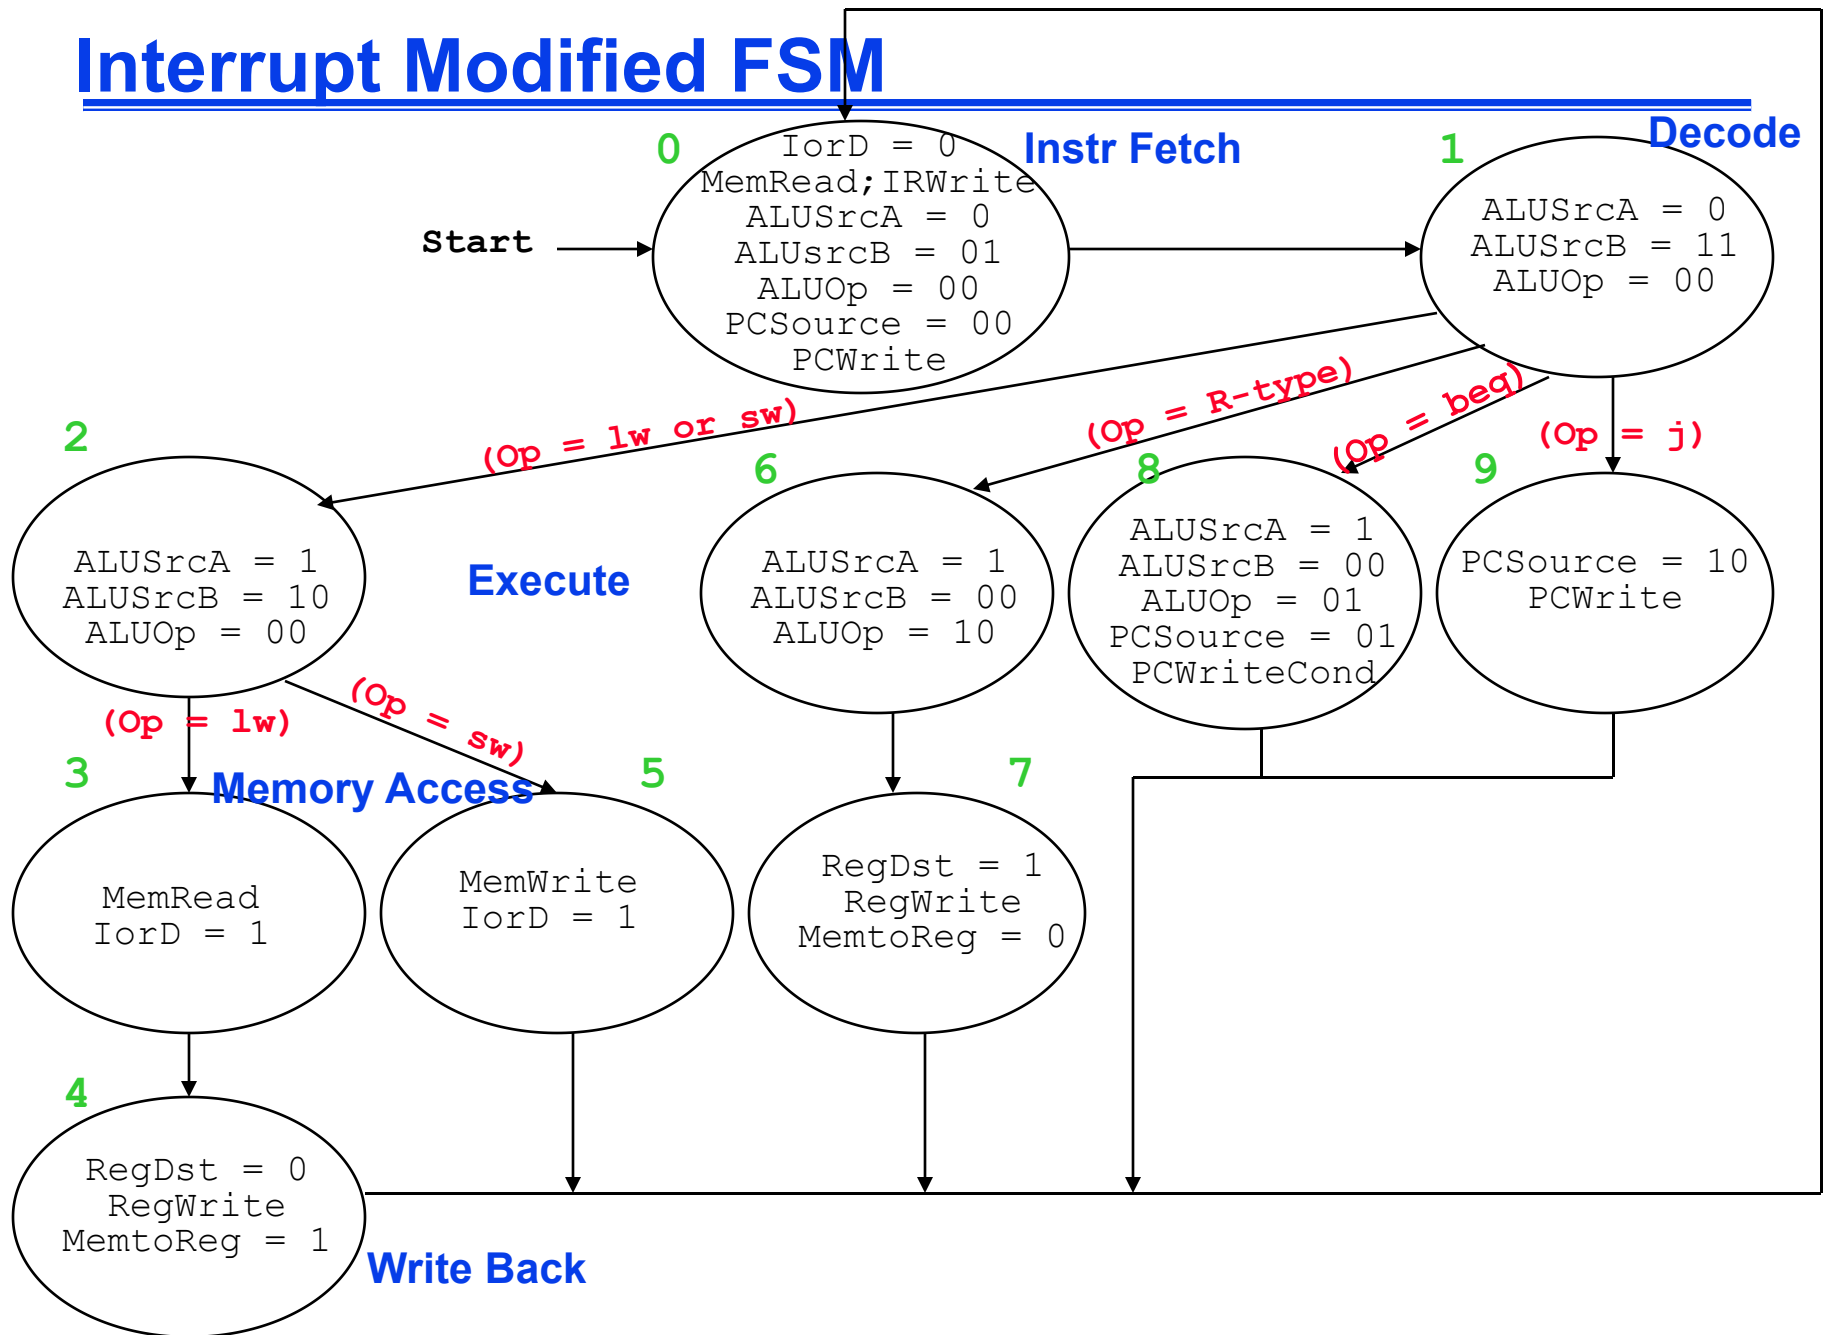 Interrupt Modified FSM
0
IorD = 0
MemRead;IRWrite
ALUSrcA = 0
ALUsrcB = 01
ALUOp = 00
PCSource = 00
PCWrite
Instr Fetch
1
Decode
ALUSrcA = 0
ALUSrcB = 11
ALUOp = 00
Start
(Op = lw or sw)
(Op = R-type)
(Op = beq)
(Op = j)
2
ALUSrcA = 1
ALUSrcB = 10
ALUOp = 00
Execute
6
ALUSrcA = 1
ALUSrcB = 00
ALUOp = 10
8
ALUSrcA = 1
ALUSrcB = 00
ALUOp = 01
PCSource = 01
PCWriteCond
9
PCSource = 10
PCWrite
(Op = lw)
(Op = sw)
3
Memory Access
MemRead
IorD = 1
5
MemWrite
IorD = 1
7
RegDst = 1
RegWrite
MemtoReg = 0
4
RegDst = 0
RegWrite
MemtoReg = 1
Write Back